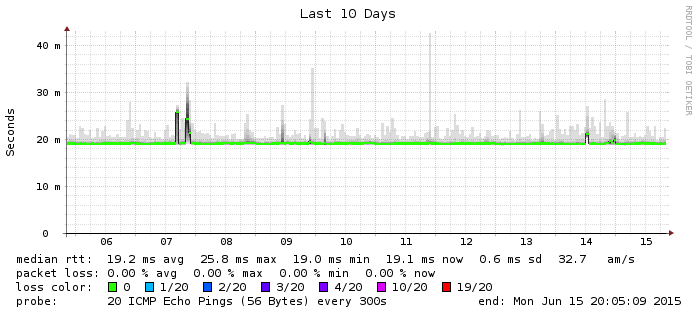 Last 10 Days
RRDTOOL / TOBI OETIKER
Seconds
40 m
30 m
20 m
10 m
0
06 07 08 09 10 11 12 13 14 15
median rtt: 19.2 ms avg 25.8 ms max 19.0 ms min 19.1 ms now 0.6 ms sd 32.7 am/s
packet loss: 0.00 % avg 0.00 % max 0.00 % min 0.00 % now
loss color: 0 1/20 2/20 3/20 4/20 10/20 19/20
probe: 20 ICMP Echo Pings (56 Bytes) every 300s end: Mon Jun 15 20:05:09 2015